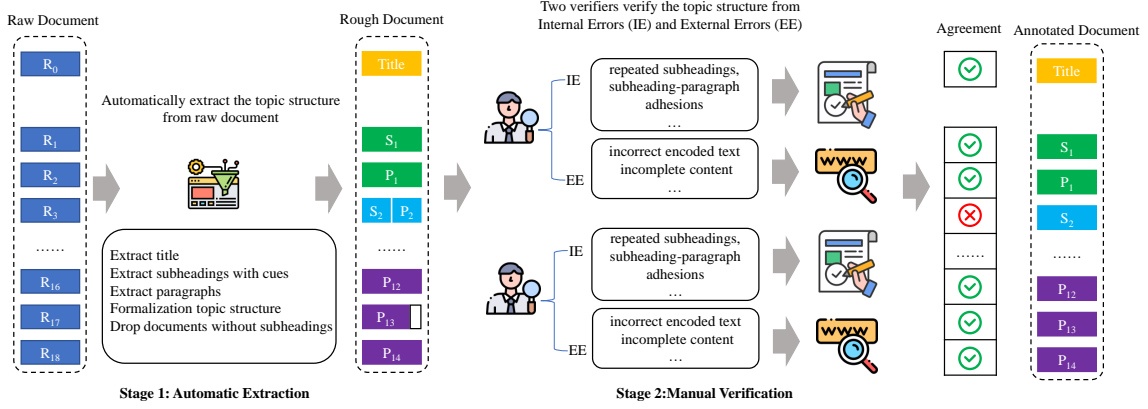 Raw Document
R0
R1
R2
R3
......
R16
R17
R18
Automatically extract the topic structure
from raw document
Extract title
Extract subheadings with cues
Extract paragraphs
Formalization topic structure
Drop documents without subheadings
Stage 1: Automatic Extraction
Rough Document
Title
S1
P1
S2 P2
......
P12
P13
P14
Two verifiers verify the topic structure from
Internal Errors (IE) and External Errors (EE)
IE
repeated subheadings,
subheading-paragraph
adhesions
...
EE
incorrect encoded text
incomplete content
...
WWW
IE
repeated subheadings,
subheading-paragraph
adhesions
...
EE
incorrect encoded text
incomplete content
...
WWW
Stage 2:Manual Verification
Agreement
......
Annotated Document
Title
S1
P1
S2
......
P12
P13
P14